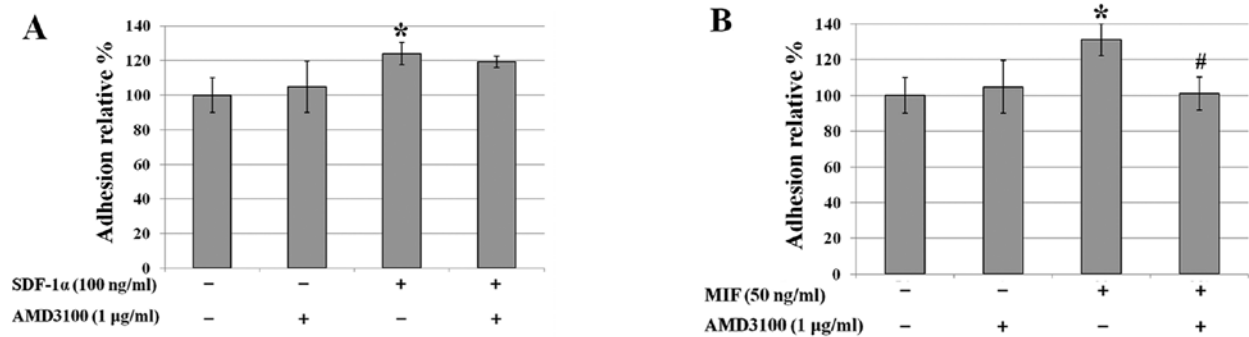 A
Adhesion relative %
140
120
100
80
60
40
20
0
*
SDF-1α (100 ng/ml) − − + +
AMD3100 (1 µg/ml) − + − +
B
Adhesion relative %
140
120
100
80
60
40
20
0
*
#
MIF (50 ng/ml) − − + +
AMD3100 (1 µg/ml) − + − +